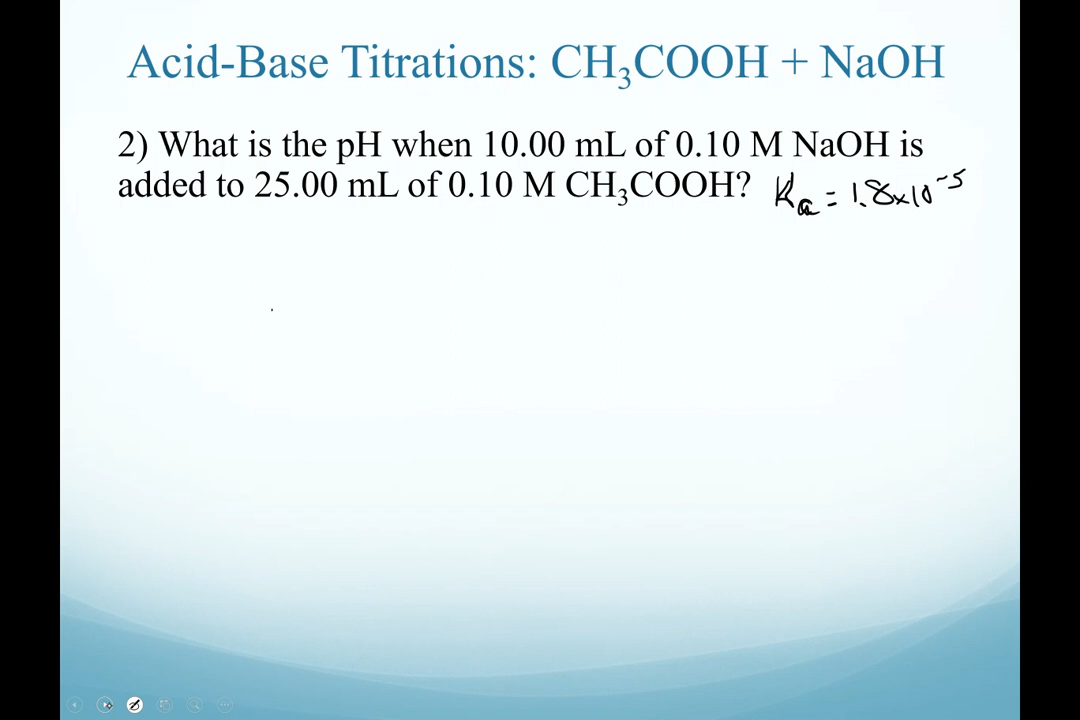 Acid-Base Titrations: CH₃COOH + NaOH
2) What is the pH when 10.00 mL of 0.10 M NaOH is
added to 25.00 mL of 0.10 M CH₃COOH? Kₐ = 1.8x10⁻⁵